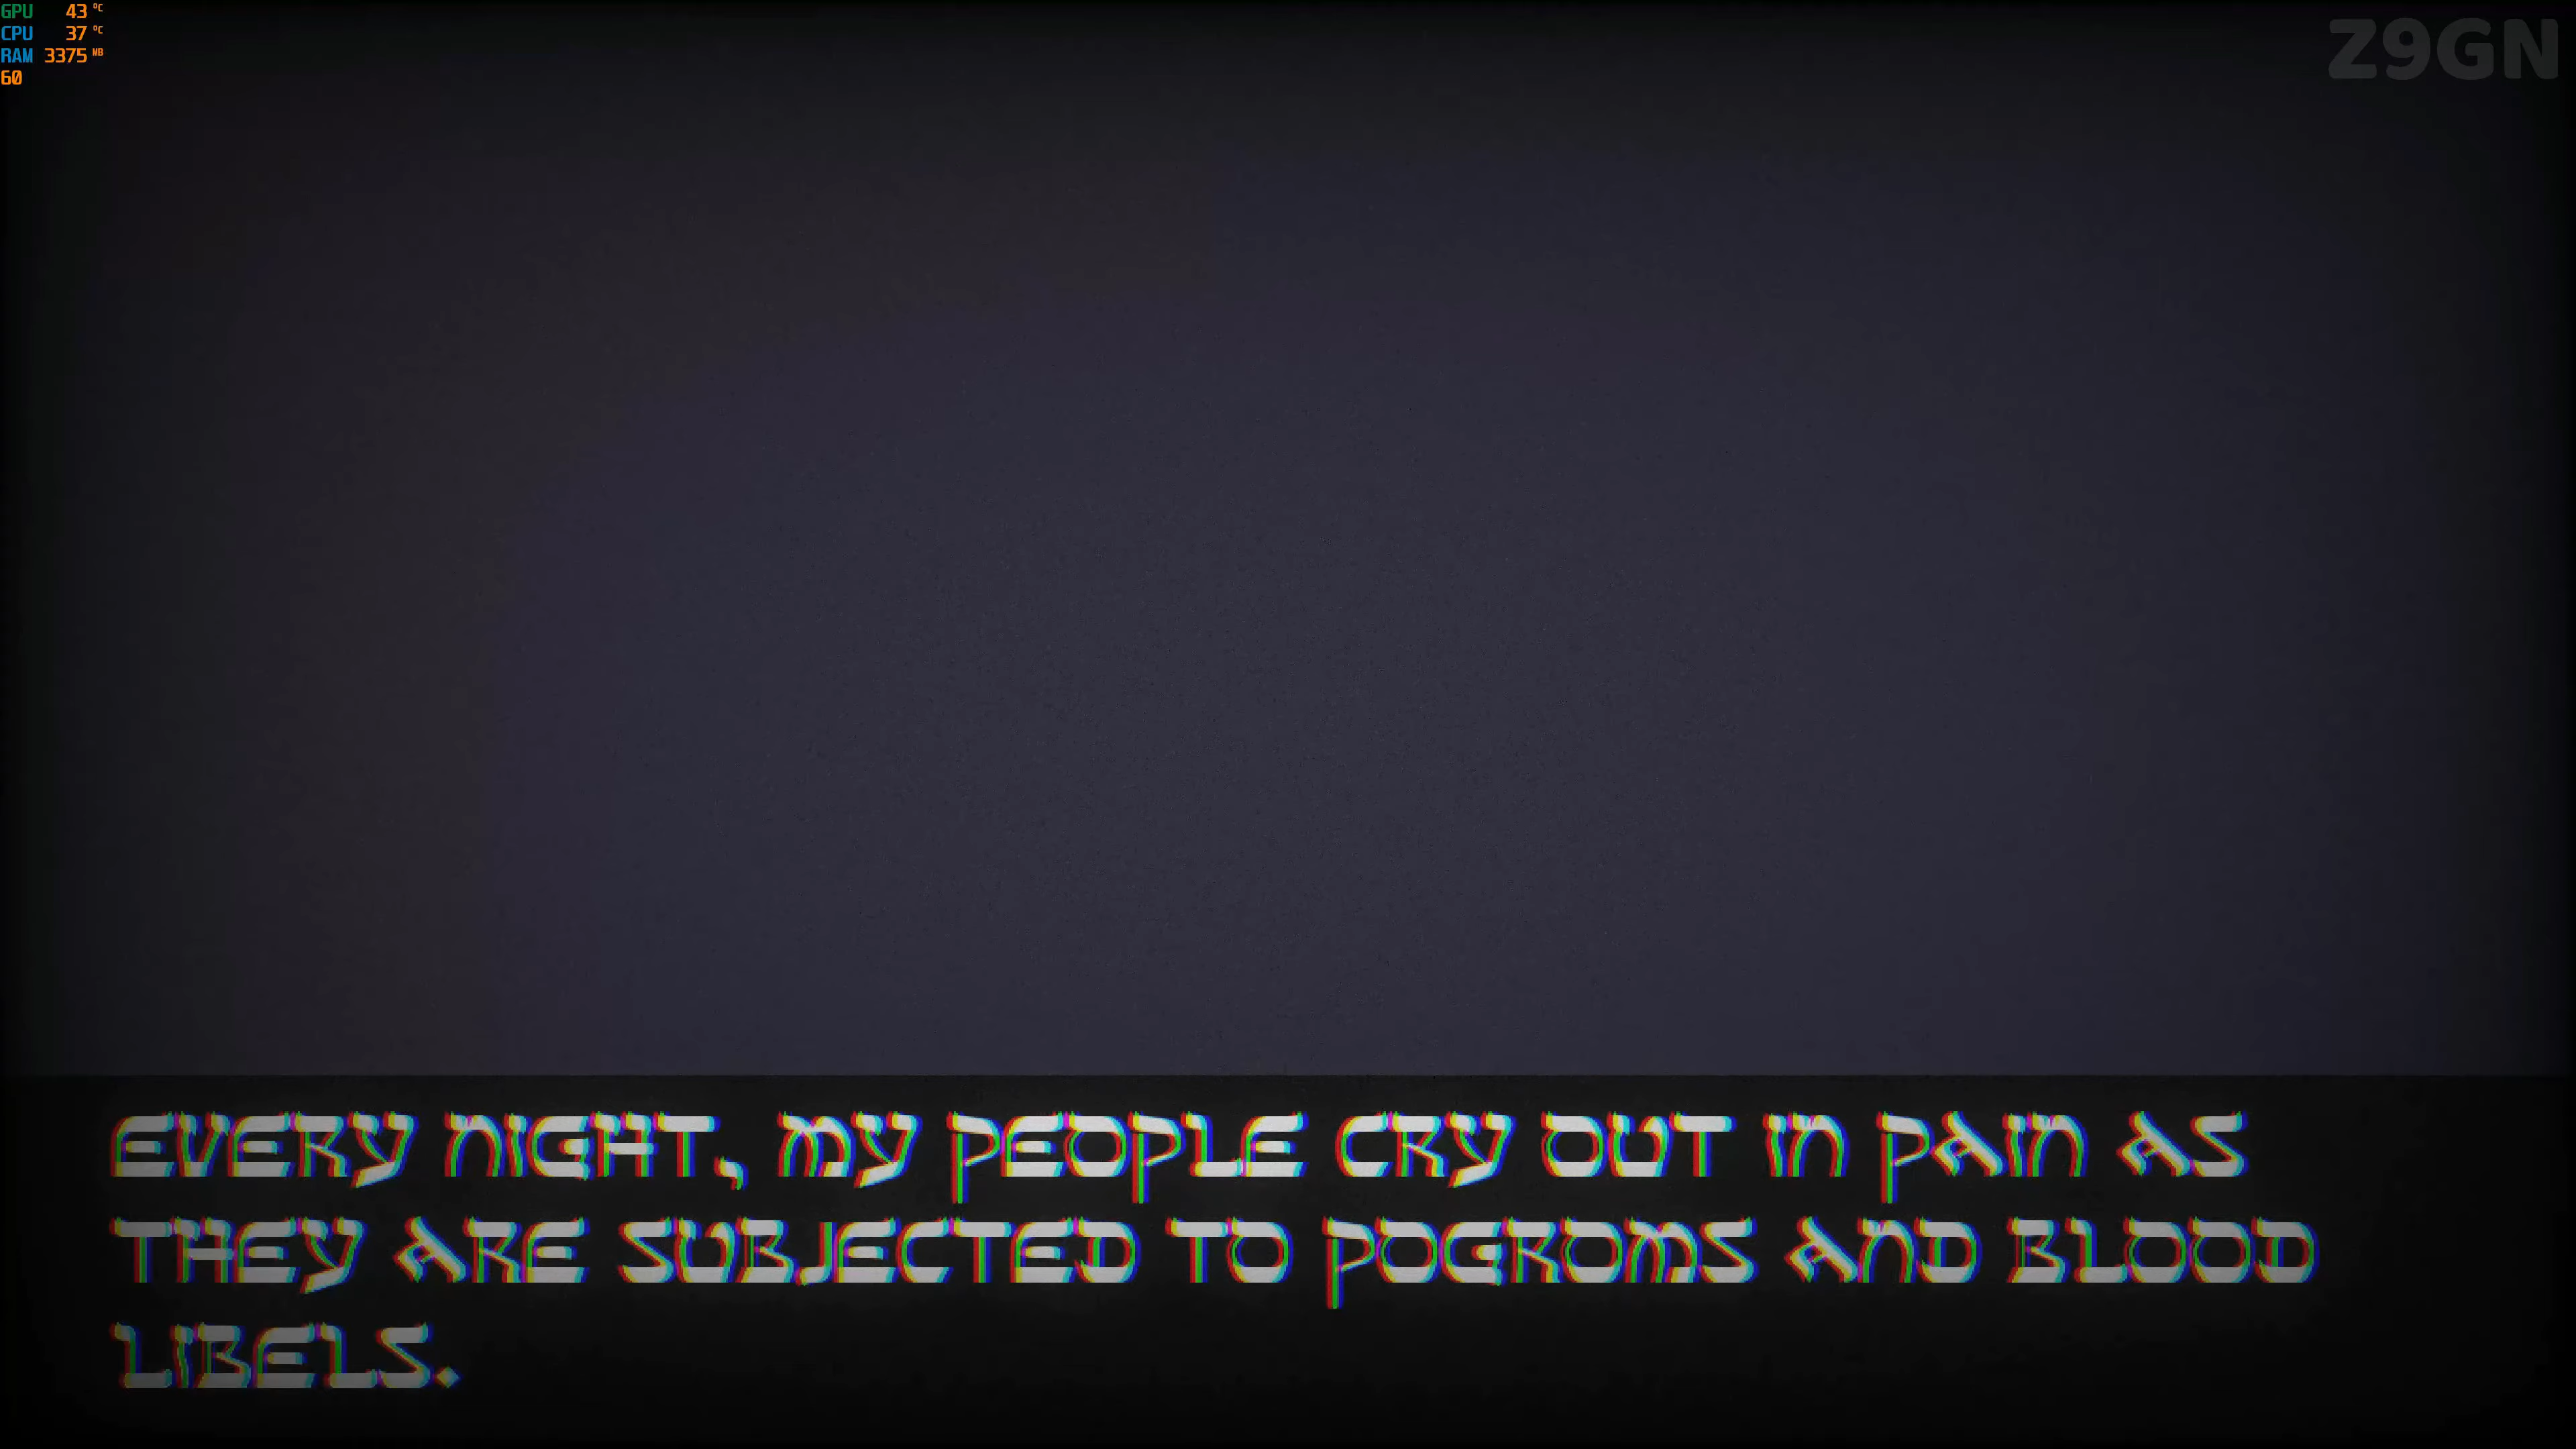 GPU 43 °C
CPU 37 °C
RAM 3375 MB
60
Z9GN
EVERY NIGHT, MY PEOPLE CRY OUT IN PAIN AS
THEY ARE SUBJECTED TO POGROMS AND BLOOD
LIBELS.